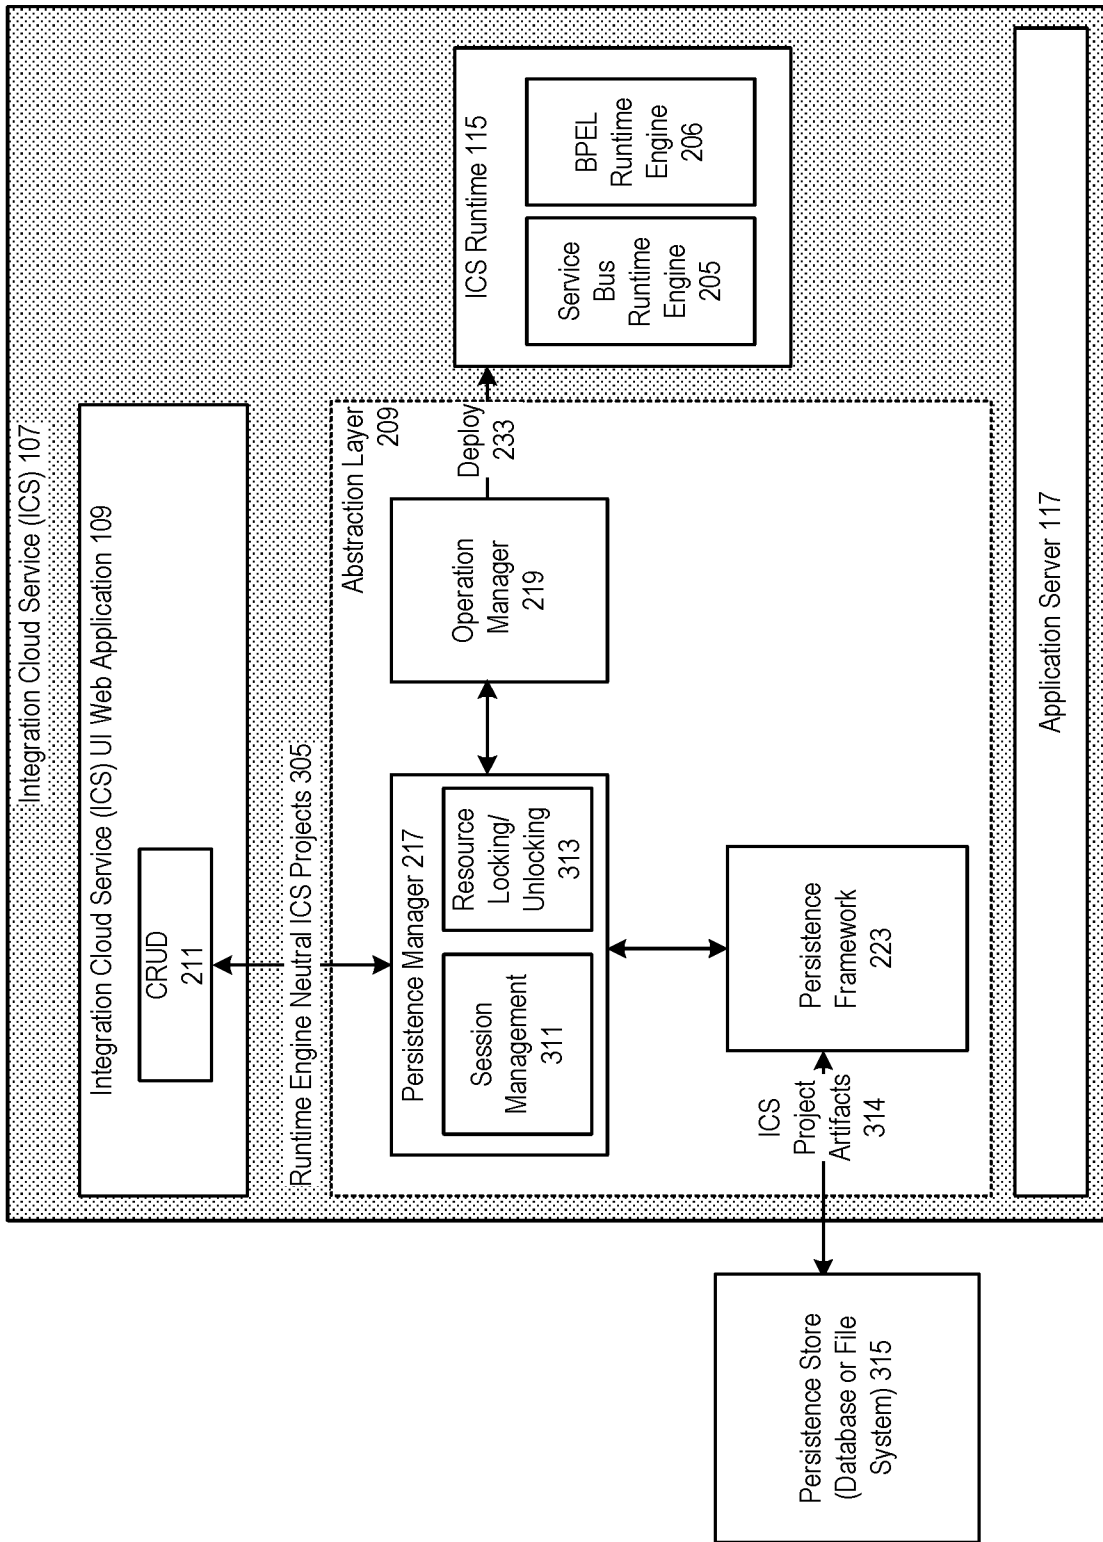 Integration Cloud Service (ICS) 107
Integration Cloud Service (ICS) UI Web Application 109
CRUD
211
Runtime Engine Neutral ICS Projects 305
Abstraction Layer
209
Persistence Manager 217
Session
Management
311
Resource
Locking/
Unlocking
313
Operation
Manager
219
Deploy
233
ICS Runtime 115
Service
Bus
Runtime
Engine
205
BPEL
Runtime
Engine
206
Persistence
Framework
223
ICS
Project
Artifacts
314
Persistence Store
(Database or File
System) 315
Application Server 117